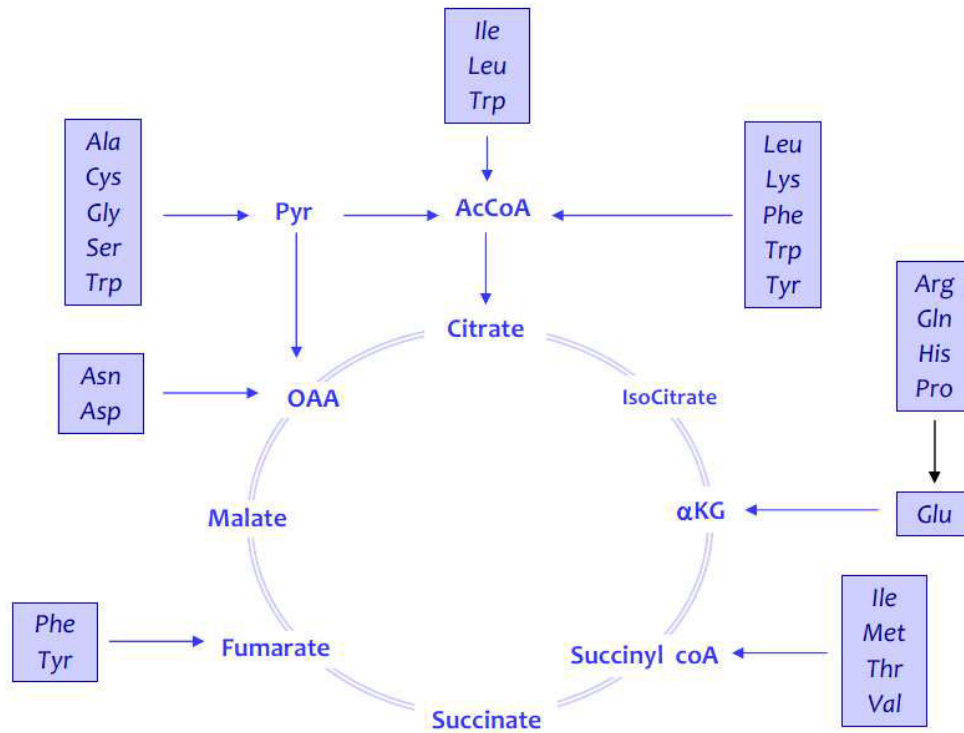 Ile
Leu
Trp
Ala
Cys
Gly
Ser
Trp
Pyr
AcCoA
Leu
Lys
Phe
Trp
Tyr
Arg
Gln
His
Pro
Citrate
Asn
Asp
OAA
IsoCitrate
Malate
αKG
Glu
Phe
Tyr
Fumarate
Succinyl coA
Ile
Met
Thr
Val
Succinate